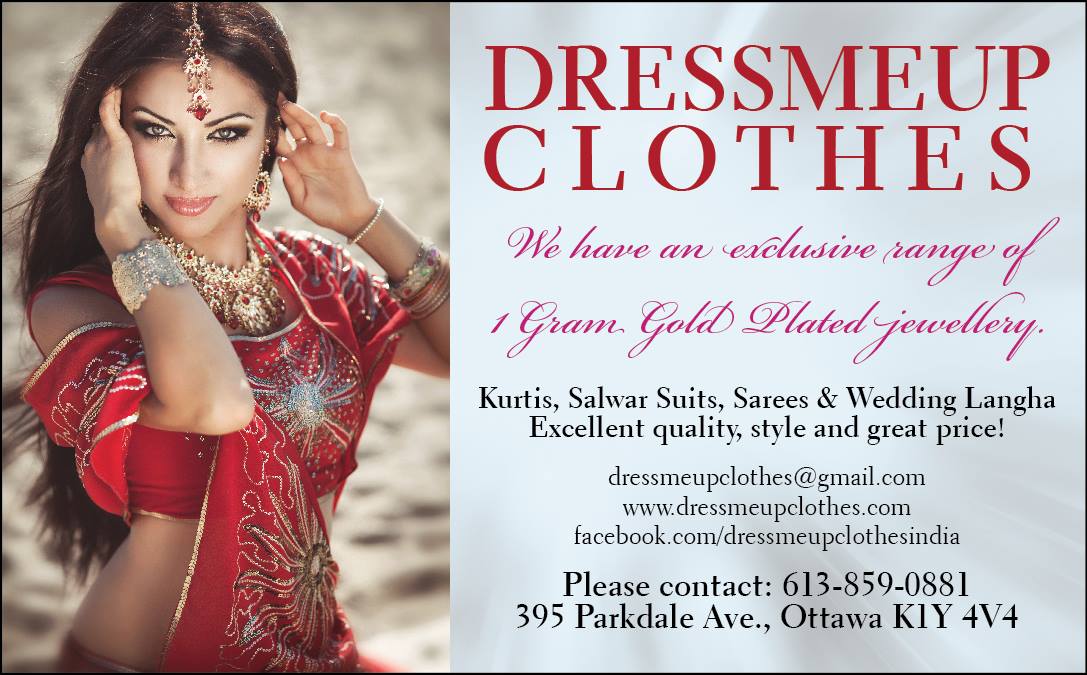 DRESSMEUP
CLOTHES
We have an exclusive range of
1 Gram Gold Plated jewellery.
Kurtis, Salwar Suits, Sarees & Wedding Langha
Excellent quality, style and great price!
dressmeupclothes@gmail.com
www.dressmeupclothes.com
facebook.com/dressmeupclothesindia
Please contact: 613-859-0881
395 Parkdale Ave., Ottawa K1Y 4V4